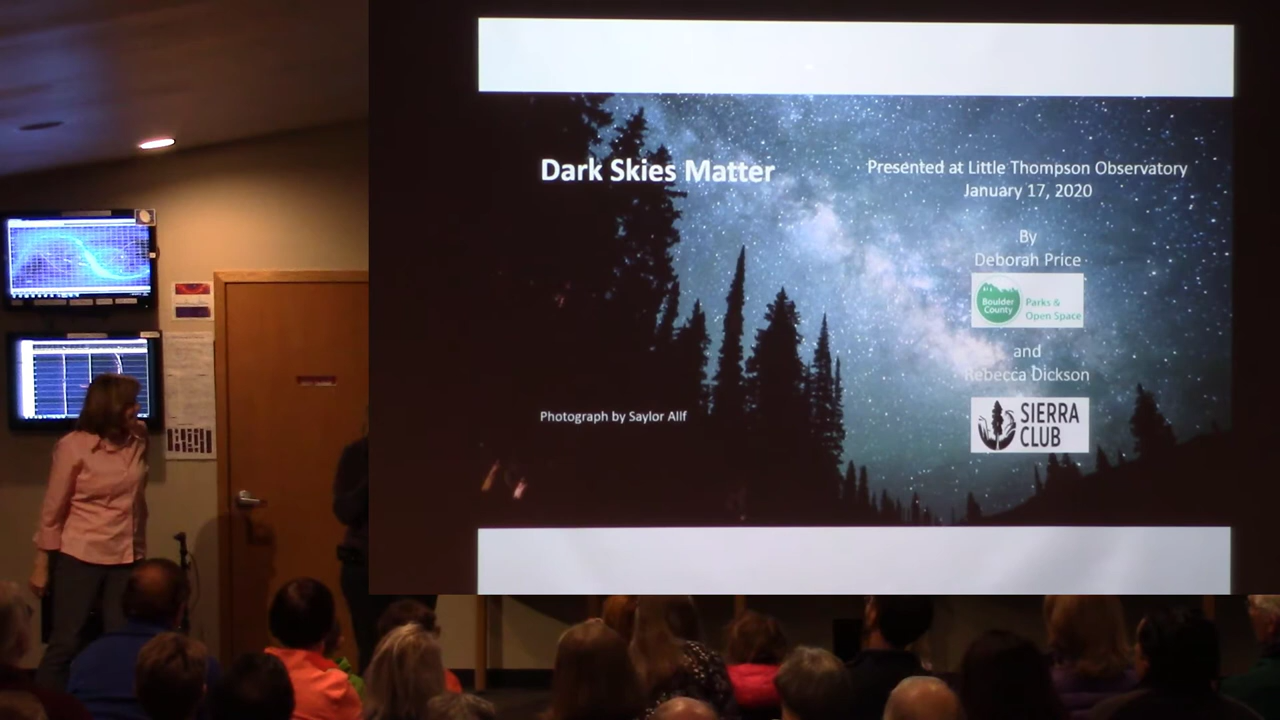 Dark Skies Matter
Presented at Little Thompson Observatory
January 17, 2020
By
Deborah Price
Boulder
County
Parks &
Open Space
and
Rebecca Dickson
Photograph by Saylor Allf
SIERRA
CLUB